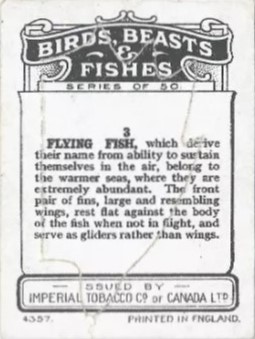 BIRDS, BEASTS
&
FISHES
SERIES OF 50
3
FLYING FISH, which derive
their name from ability to sustain
themselves in the air, belong to
the warmer seas, where they are
extremely abundant. The front
pair of fins, large and resembling
wings, rest flat against the body
of the fish when not in flight, and
serve as gliders rather than wings.
ISSUED BY
IMPERIAL TOBACCO Co OF CANADA LTD
4357. PRINTED IN ENGLAND.